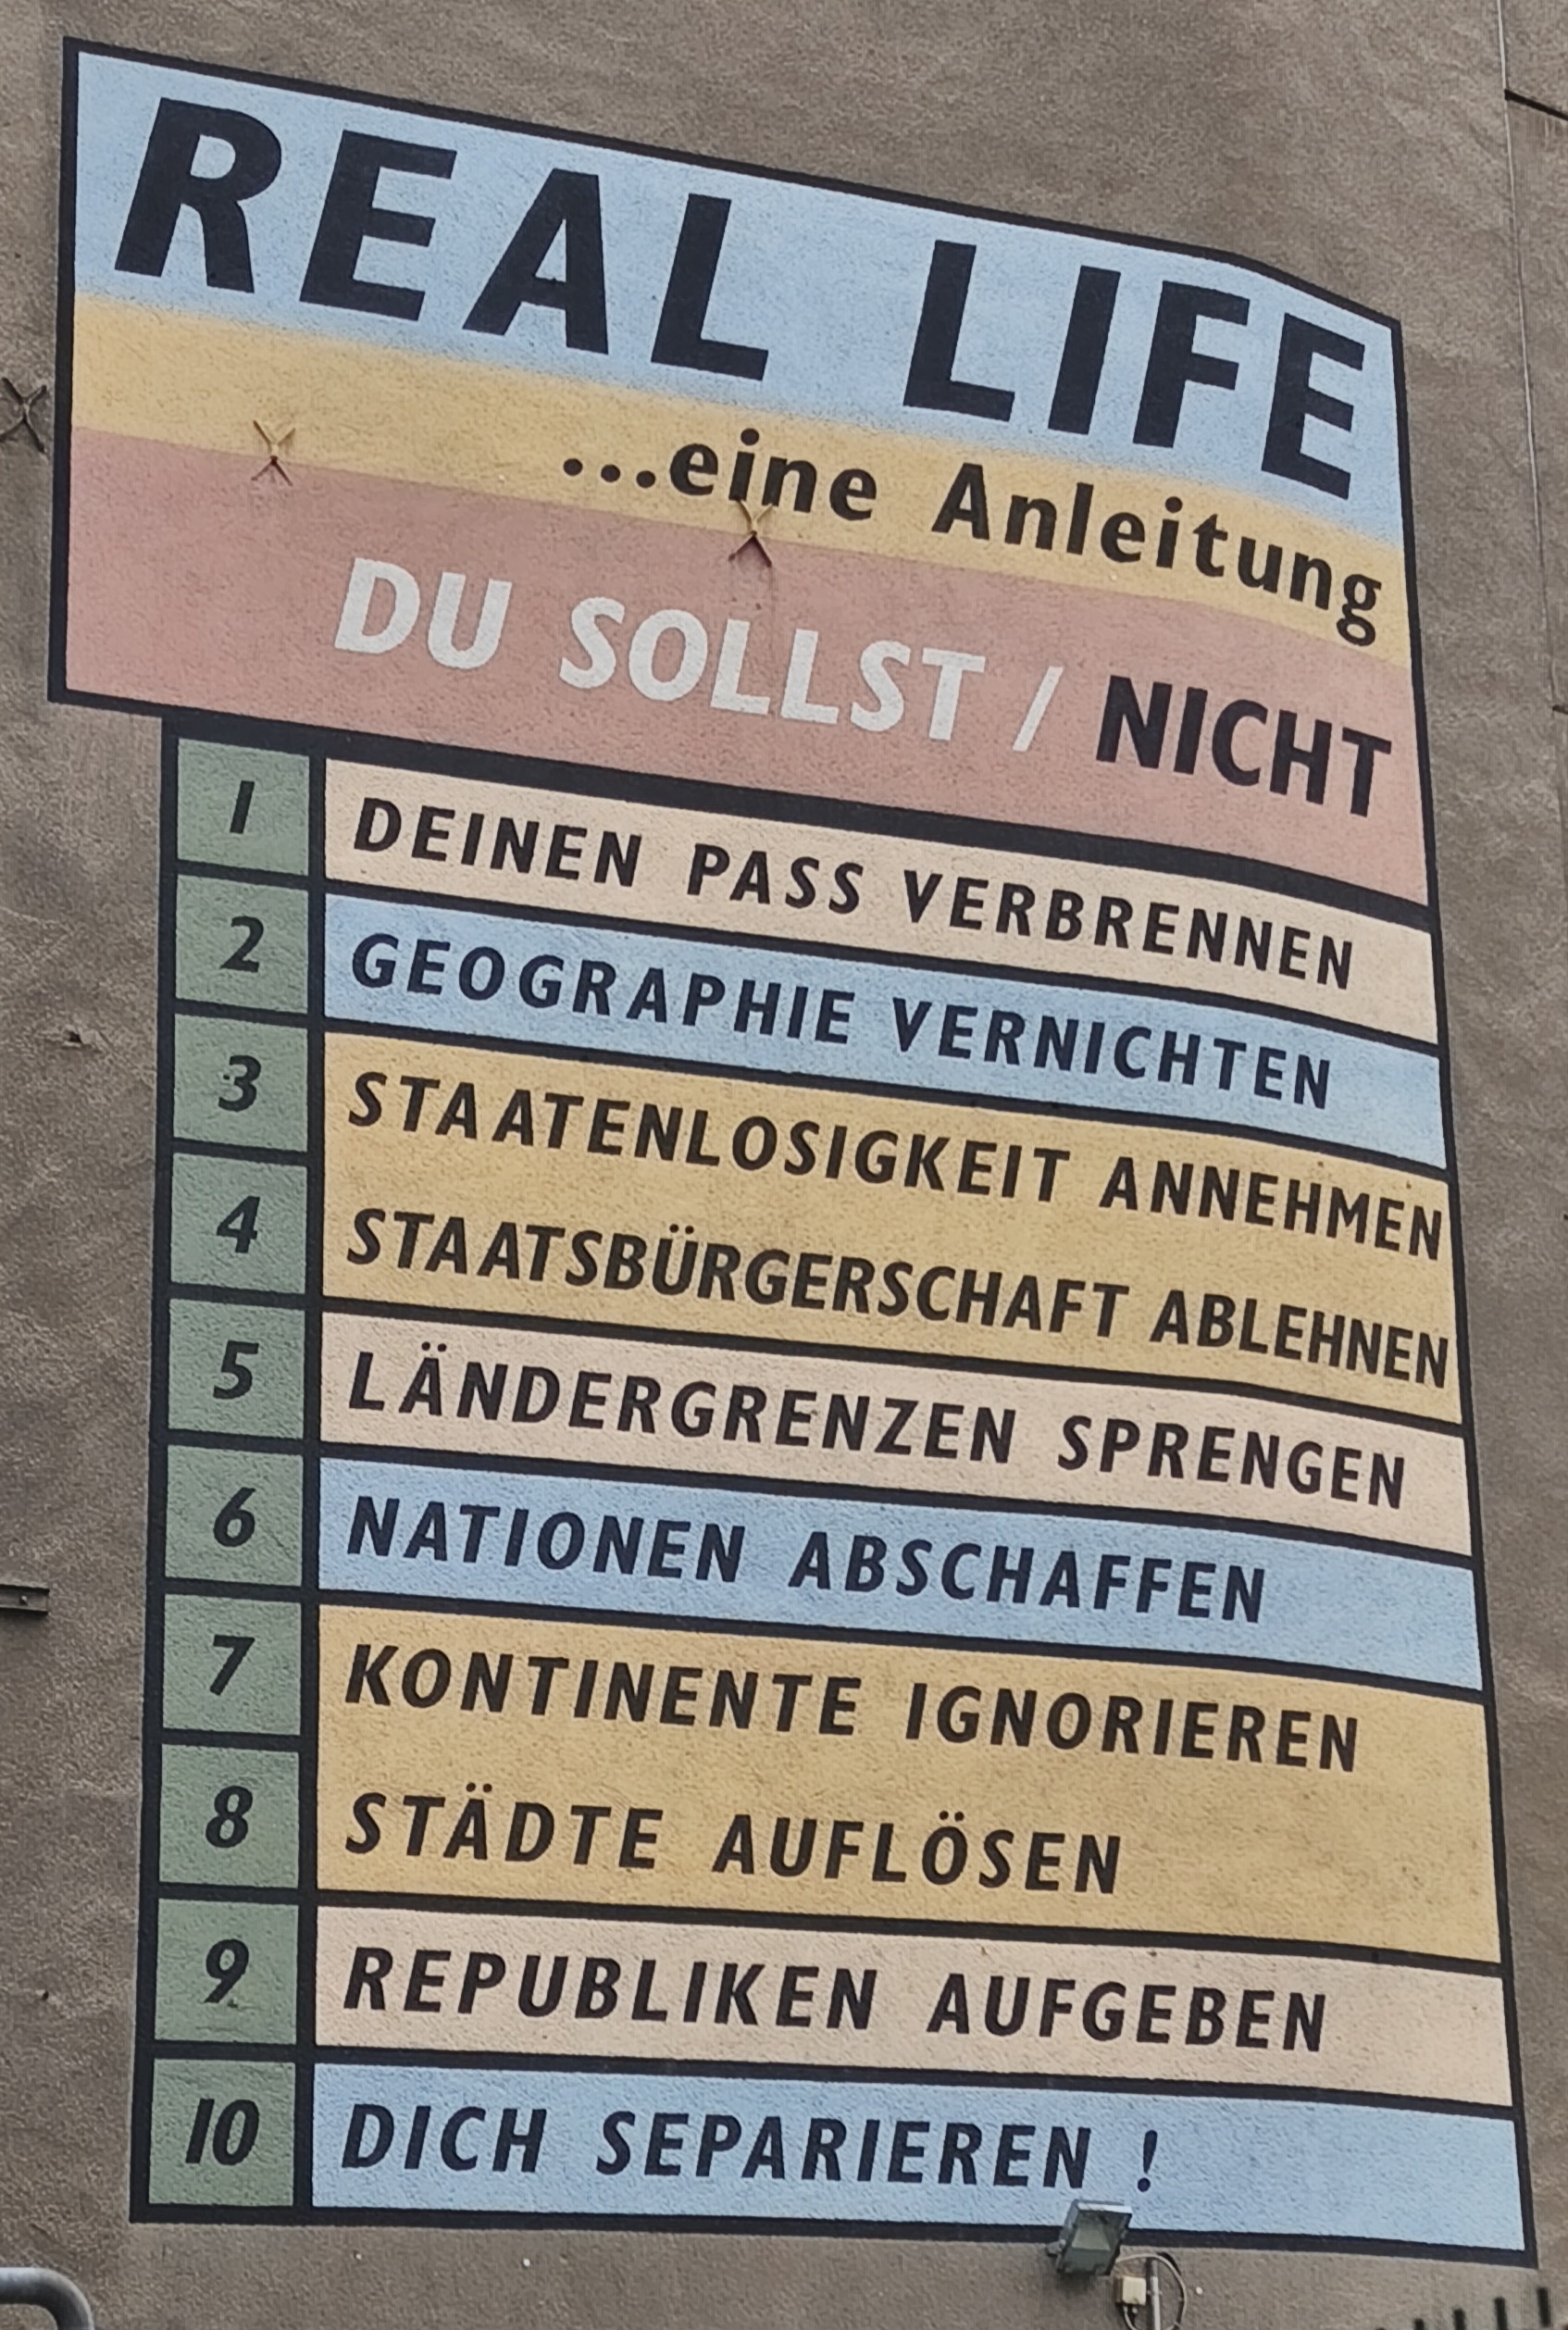 REAL LIFE
...eine Anleitung
DU SOLLST / NICHT
1 DEINEN PASS VERBRENNEN
2 GEOGRAPHIE VERNICHTEN
3 STAATENLOSIGKEIT ANNEHMEN
4 STAATSBÜRGERSCHAFT ABLEHNEN
5 LÄNDERGRENZEN SPRENGEN
6 NATIONEN ABSCHAFFEN
7 KONTINENTE IGNORIEREN
8 STÄDTE AUFLÖSEN
9 REPUBLIKEN AUFGEBEN
10 DICH SEPARIEREN !